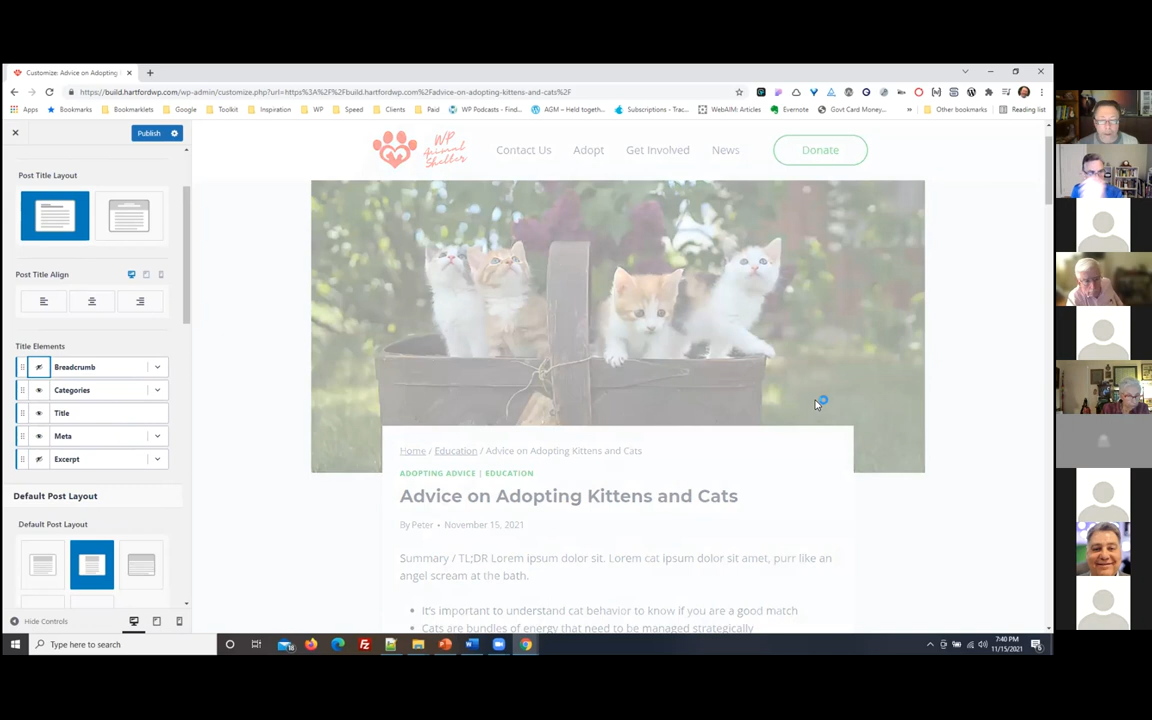 Customize: Advice on Adopting
https://build.hartfordwp.com/wp-admin/customize.php?url=https%3A%2F%2Fbuild.hartfordwp.com%2Fadvice-on-adopting-kittens-and-cats%2F
Apps Bookmarks Bookmarklets Google Toolkit Inspiration WP Speed Clients Paid WP Podcasts - Find... AGM – Held togeth... Subscriptions - Trac... WebAIM: Articles Evernote Govt Card Money... » Other bookmarks Reading list
Publish
WP Animal Shelter
Contact Us Adopt Get Involved News Donate
Post Title Layout
Post Title Align
Title Elements
Breadcrumb
Categories
Title
Meta
Excerpt
Default Post Layout
Default Post Layout
Hide Controls
Home / Education / Advice on Adopting Kittens and Cats
ADOPTING ADVICE | EDUCATION
Advice on Adopting Kittens and Cats
By Peter • November 15, 2021
Summary / TL;DR Lorem ipsum dolor sit. Lorem cat ipsum dolor sit amet, purr like an
angel scream at the bath.
• It's important to understand cat behavior to know if you are a good match
• Cats are bundles of energy that need to be managed strategically
Type here to search
7:40 PM
11/15/2021